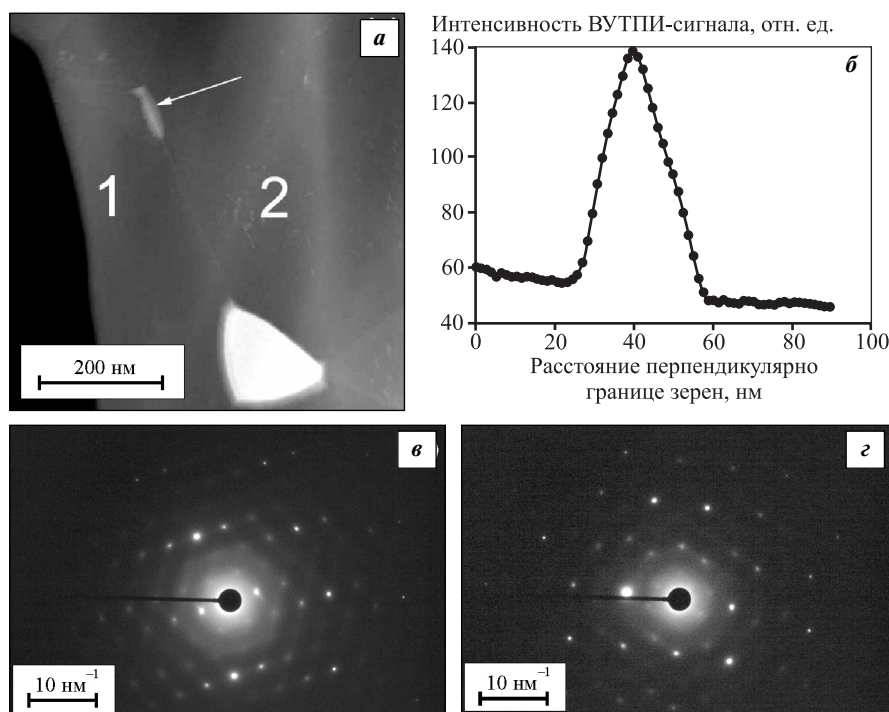 а
1
2
200 нм
Интенсивность ВУТПИ-сигнала, отн. ед.
б
140
120
100
80
60
40
0 20 40 60 80 100
Расстояние перпендикулярно
границе зерен, нм
в
10 нм⁻¹
г
10 нм⁻¹